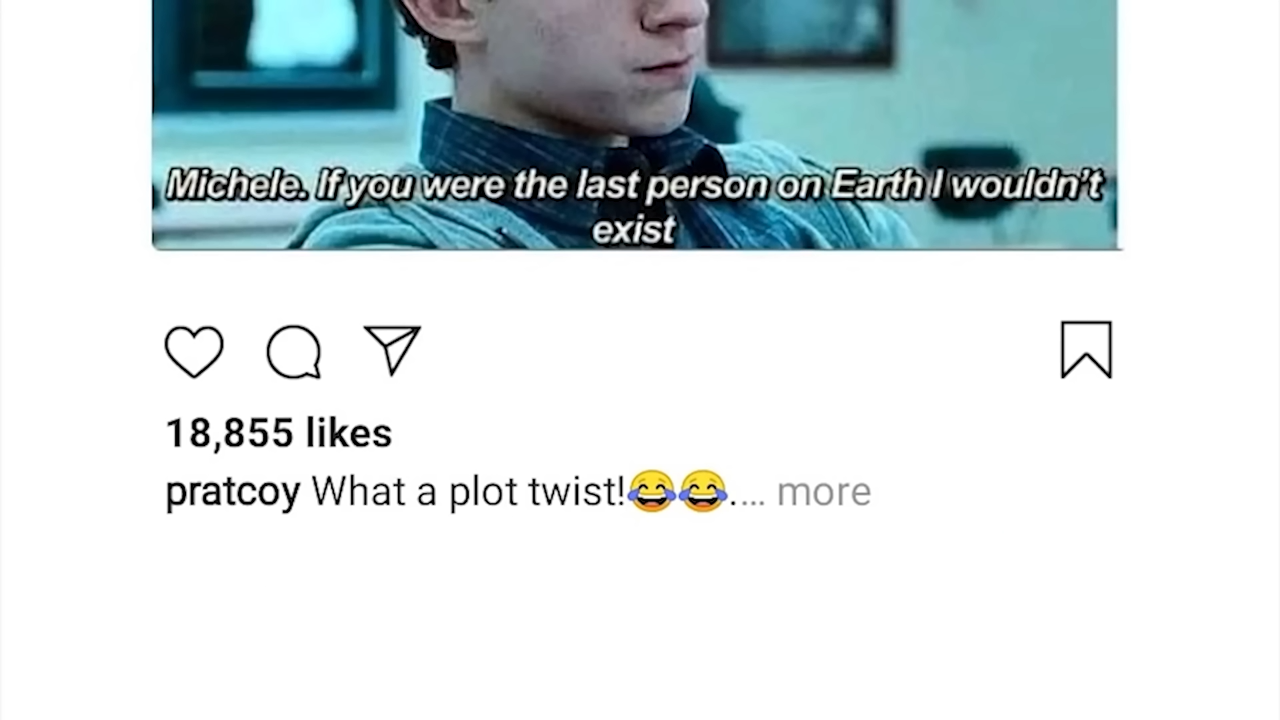 Michele. If you were the last person on Earth I wouldn't
exist
18,855 likes
pratcoy What a plot twist!😂😂.... more